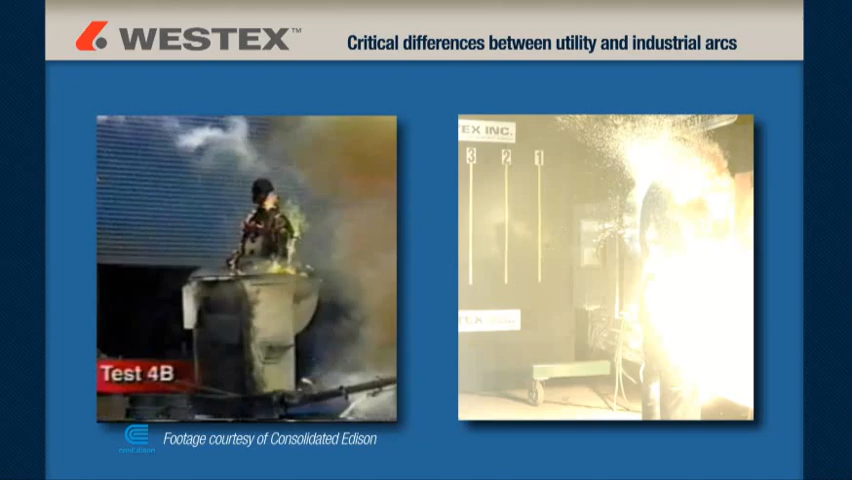 WESTEX™
Critical differences between utility and industrial arcs
TEX INC.
3 2 1
Test 4B
Footage courtesy of Consolidated Edison